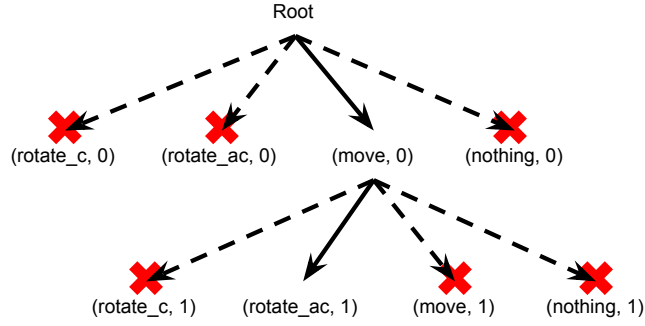 Root
(rotate_c, 0) (rotate_ac, 0) (move, 0) (nothing, 0)
(rotate_c, 1) (rotate_ac, 1) (move, 1) (nothing, 1)